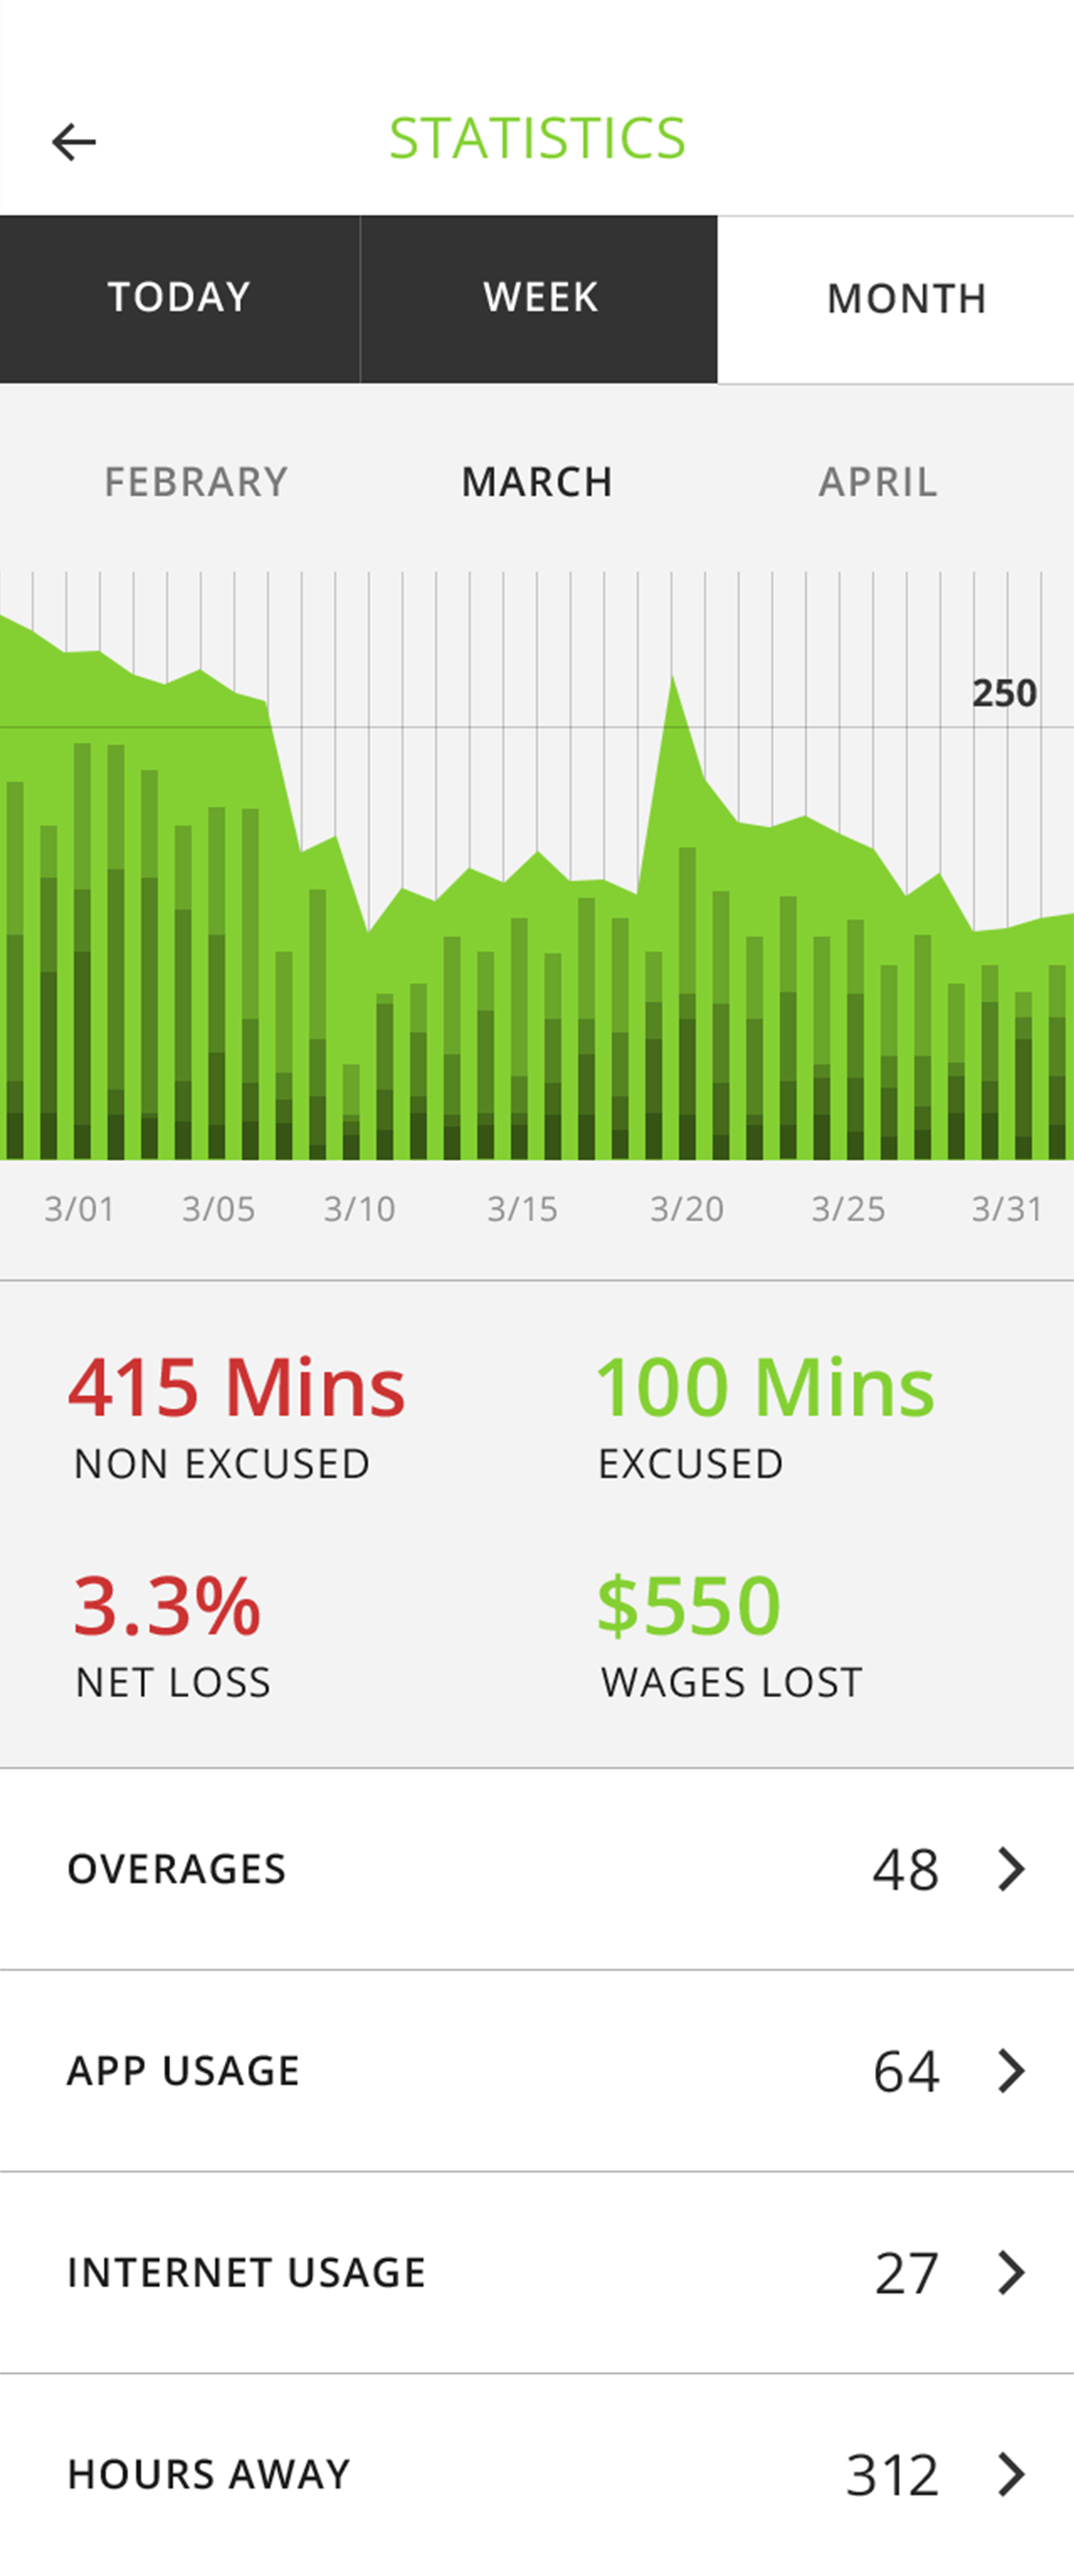 STATISTICS
TODAY WEEK MONTH
FEBRARY MARCH APRIL
250
3/01 3/05 3/10 3/15 3/20 3/25 3/31
415 Mins 100 Mins
NON EXCUSED EXCUSED
3.3% $550
NET LOSS WAGES LOST
OVERAGES 48
APP USAGE 64
INTERNET USAGE 27
HOURS AWAY 312